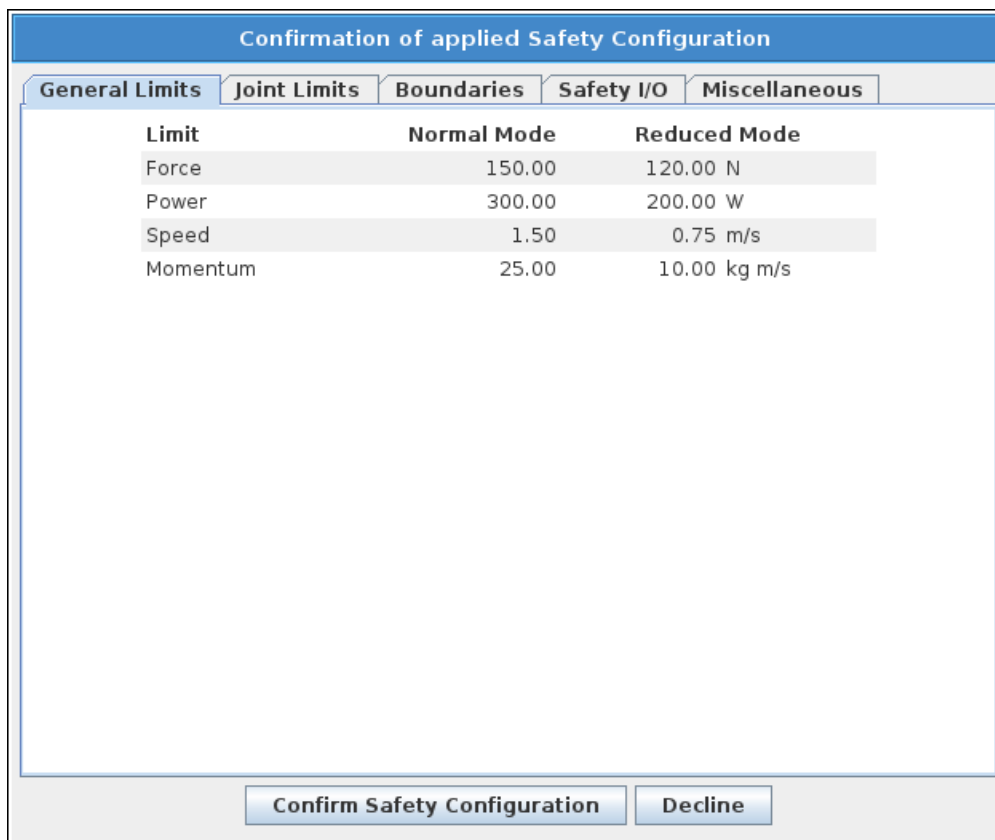 Confirmation of applied Safety Configuration
General Limits Joint Limits Boundaries Safety I/O Miscellaneous
Limit Normal Mode Reduced Mode
Force 150.00 120.00 N
Power 300.00 200.00 W
Speed 1.50 0.75 m/s
Momentum 25.00 10.00 kg m/s
Confirm Safety Configuration Decline